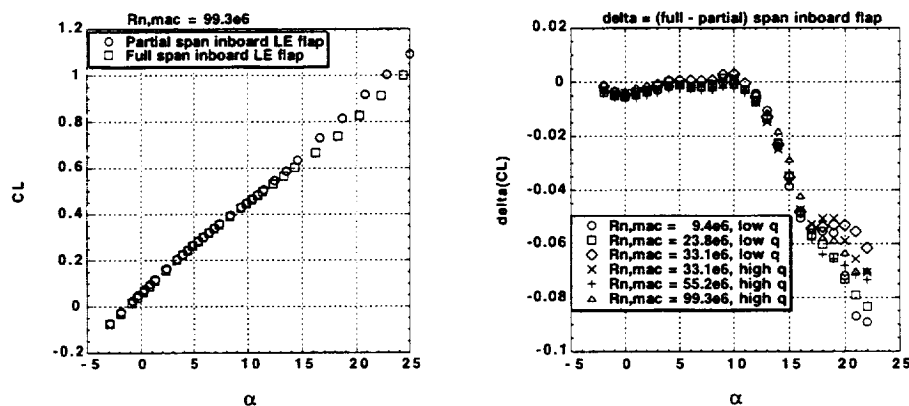 Rn,mac = 99.3e6
Partial span inboard LE flap
Full span inboard LE flap
1.2
1
0.8
0.6
0.4
0.2
0
-0.2
-5 0 5 10 15 20 25
CL
α
delta = (full - partial) span inboard flap
0.02
0
-0.02
-0.04
-0.06
-0.08
-0.1
Rn,mac = 9.4e6, low q
Rn,mac = 23.8e6, low q
Rn,mac = 33.1e6, low q
Rn,mac = 33.1e6, high q
Rn,mac = 55.2e6, high q
Rn,mac = 99.3e6, high q
-5 0 5 10 15 20 25
delta(CL)
α